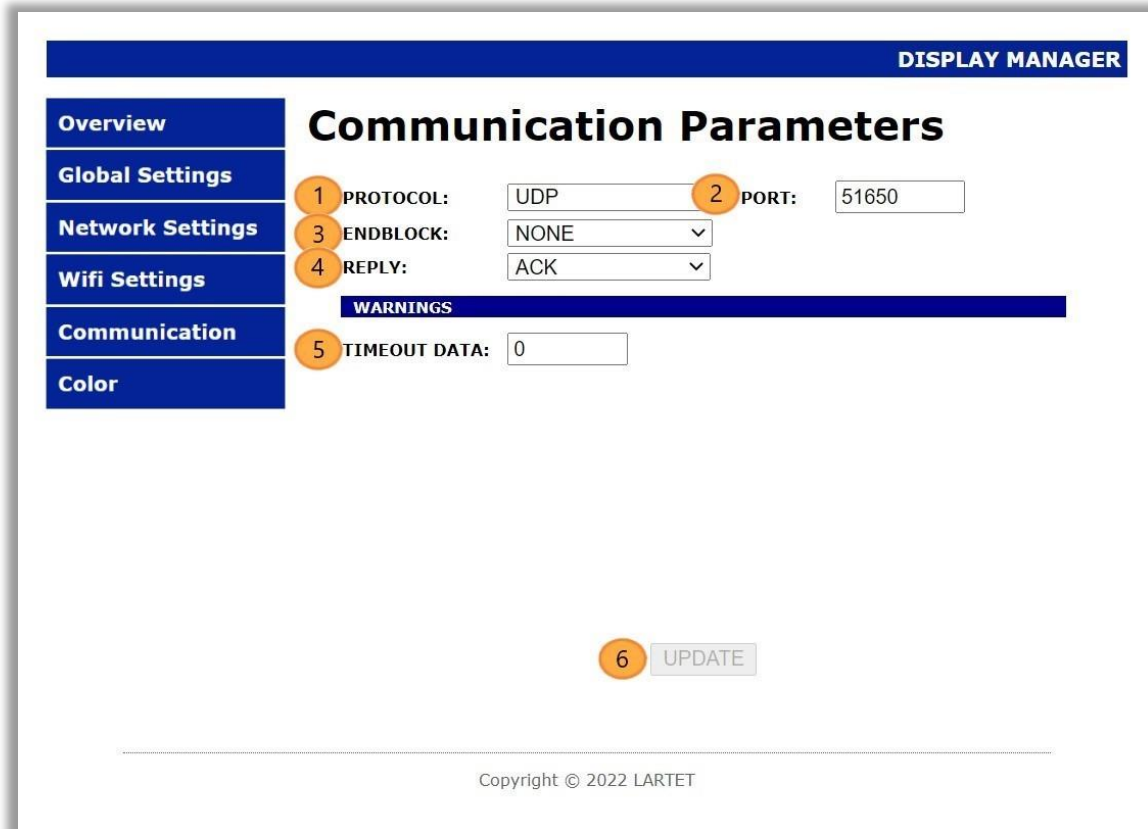 DISPLAY MANAGER
Overview
Global Settings
Network Settings
Wifi Settings
Communication
Color
Communication Parameters
1 PROTOCOL: UDP 2 PORT: 51650
3 ENDBLOCK: NONE
4 REPLY: ACK
WARNINGS
5 TIMEOUT DATA: 0
6 UPDATE
Copyright © 2022 LARTET